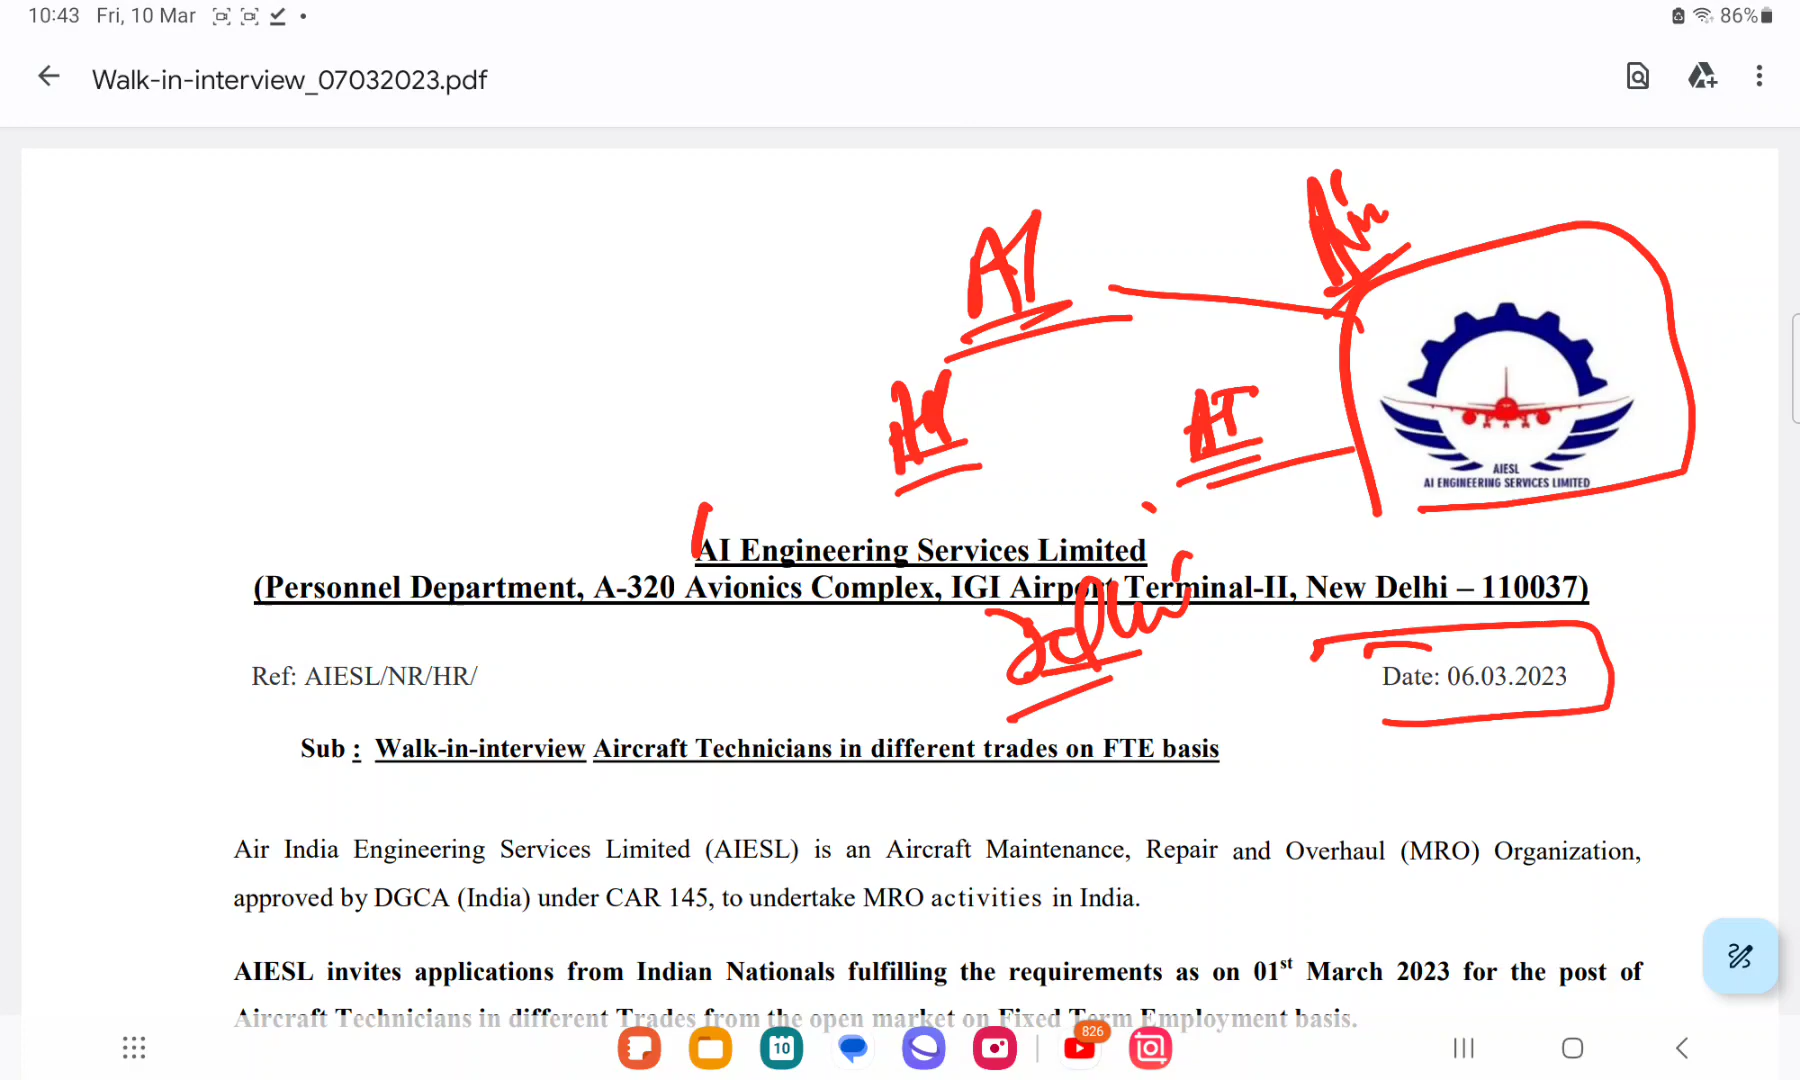 10:43 Fri, 10 Mar
86%
Walk-in-interview_07032023.pdf
Air
AI
HQ
AIESL
AI ENGINEERING SERVICES LIMITED
AI Engineering Services Limited
(Personnel Department, A-320 Avionics Complex, IGI Airport Terminal-II, New Delhi – 110037)
Delhi
Ref: AIESL/NR/HR/ Date: 06.03.2023
Sub : Walk-in-interview Aircraft Technicians in different trades on FTE basis
Air India Engineering Services Limited (AIESL) is an Aircraft Maintenance, Repair and Overhaul (MRO) Organization,
approved by DGCA (India) under CAR 145, to undertake MRO activities in India.
AIESL invites applications from Indian Nationals fulfilling the requirements as on 01st March 2023 for the post of
Aircraft Technicians in different Trades from the open market on Fixed Term Employment basis.
10
826